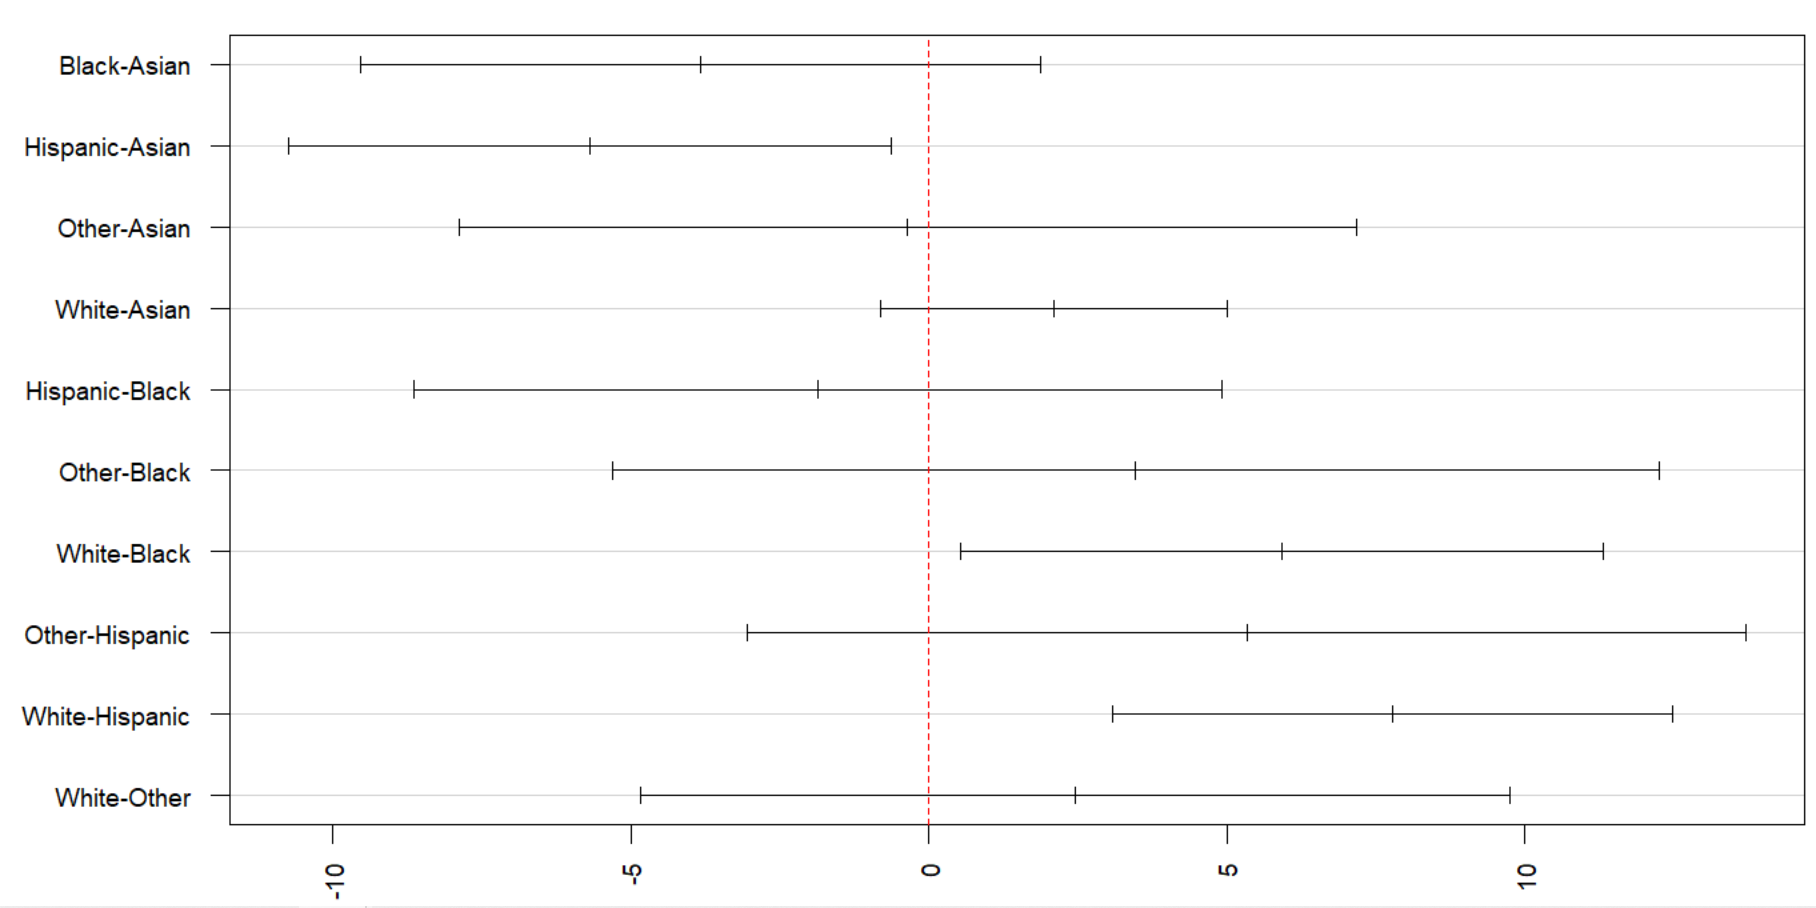 Black-Asian
Hispanic-Asian
Other-Asian
White-Asian
Hispanic-Black
Other-Black
White-Black
Other-Hispanic
White-Hispanic
White-Other
-10
-5
0
5
10